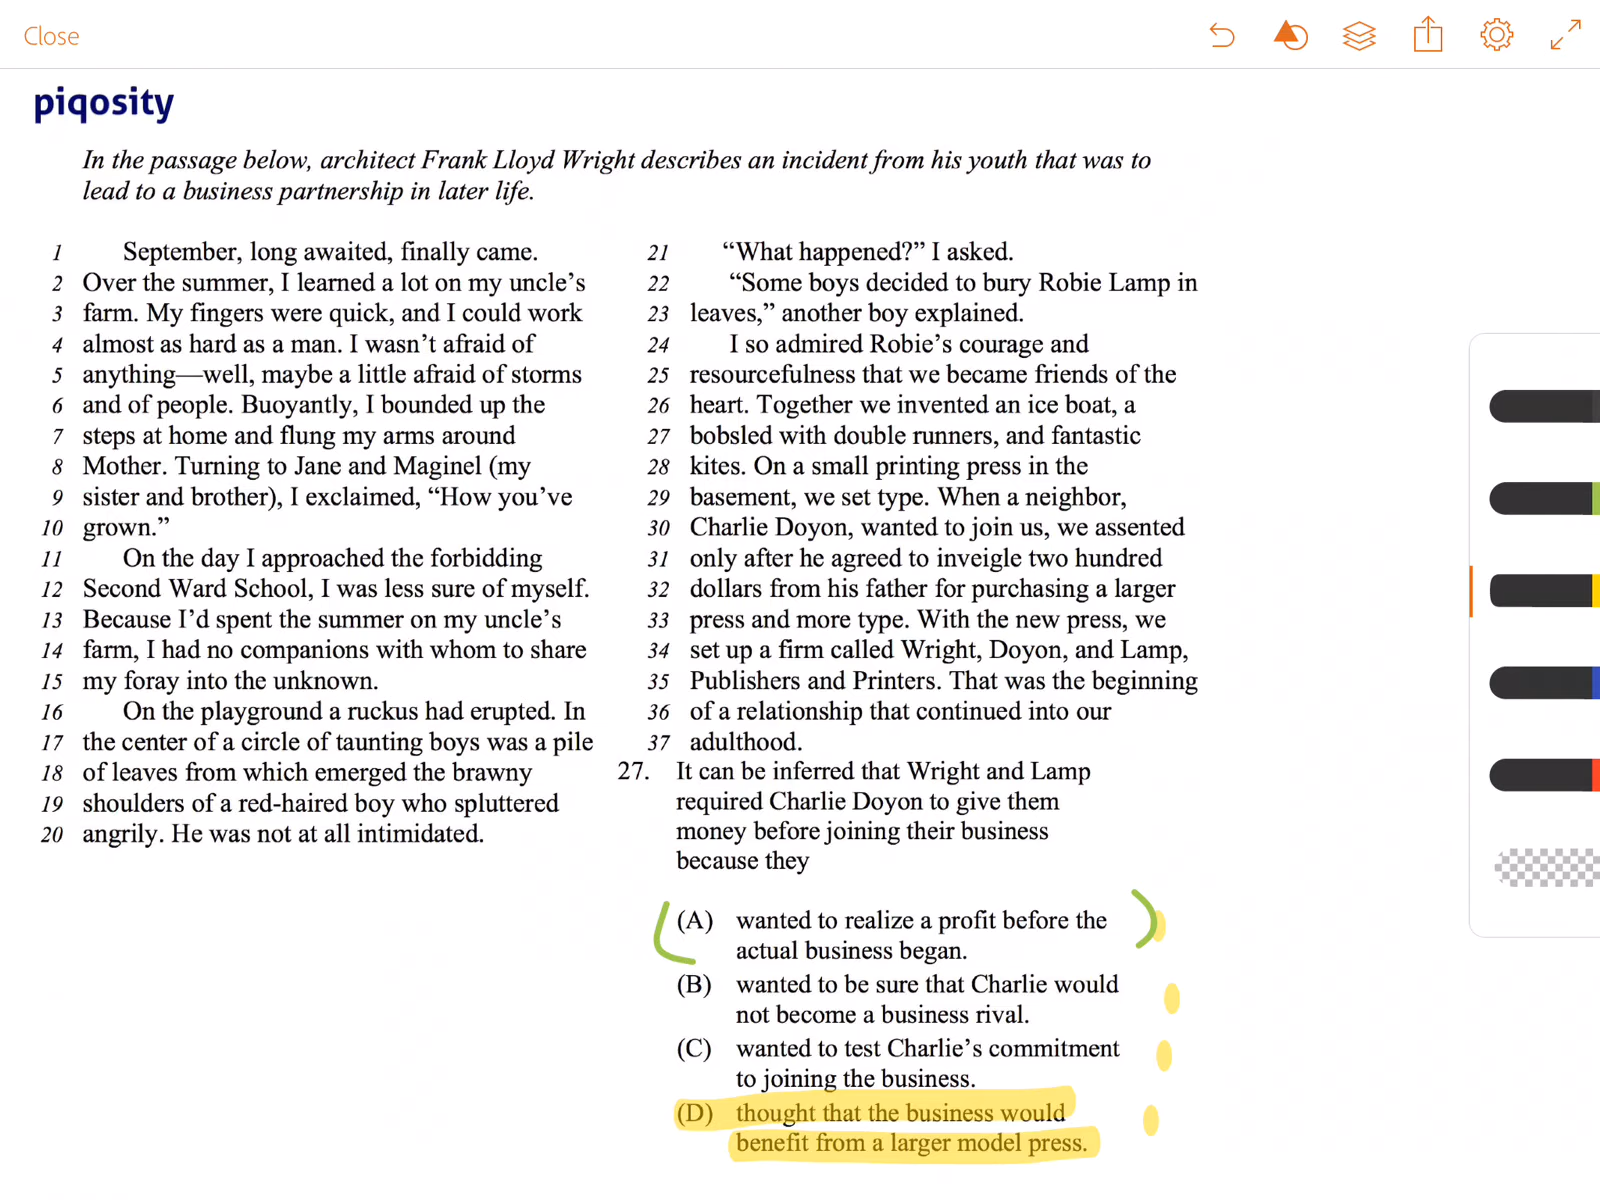 Close
piqosity
In the passage below, architect Frank Lloyd Wright describes an incident from his youth that was to
lead to a business partnership in later life.
1 September, long awaited, finally came.
2 Over the summer, I learned a lot on my uncle’s
3 farm. My fingers were quick, and I could work
4 almost as hard as a man. I wasn’t afraid of
5 anything—well, maybe a little afraid of storms
6 and of people. Buoyantly, I bounded up the
7 steps at home and flung my arms around
8 Mother. Turning to Jane and Maginel (my
9 sister and brother), I exclaimed, “How you’ve
10 grown.”
11 On the day I approached the forbidding
12 Second Ward School, I was less sure of myself.
13 Because I’d spent the summer on my uncle’s
14 farm, I had no companions with whom to share
15 my foray into the unknown.
16 On the playground a ruckus had erupted. In
17 the center of a circle of taunting boys was a pile
18 of leaves from which emerged the brawny
19 shoulders of a red-haired boy who spluttered
20 angrily. He was not at all intimidated.
21 “What happened?” I asked.
22 “Some boys decided to bury Robie Lamp in
23 leaves,” another boy explained.
24 I so admired Robie’s courage and
25 resourcefulness that we became friends of the
26 heart. Together we invented an ice boat, a
27 bobsled with double runners, and fantastic
28 kites. On a small printing press in the
29 basement, we set type. When a neighbor,
30 Charlie Doyon, wanted to join us, we assented
31 only after he agreed to inveigle two hundred
32 dollars from his father for purchasing a larger
33 press and more type. With the new press, we
34 set up a firm called Wright, Doyon, and Lamp,
35 Publishers and Printers. That was the beginning
36 of a relationship that continued into our
37 adulthood.
27. It can be inferred that Wright and Lamp
required Charlie Doyon to give them
money before joining their business
because they
(A) wanted to realize a profit before the
actual business began.
(B) wanted to be sure that Charlie would
not become a business rival.
(C) wanted to test Charlie’s commitment
to joining the business.
(D) thought that the business would
benefit from a larger model press.